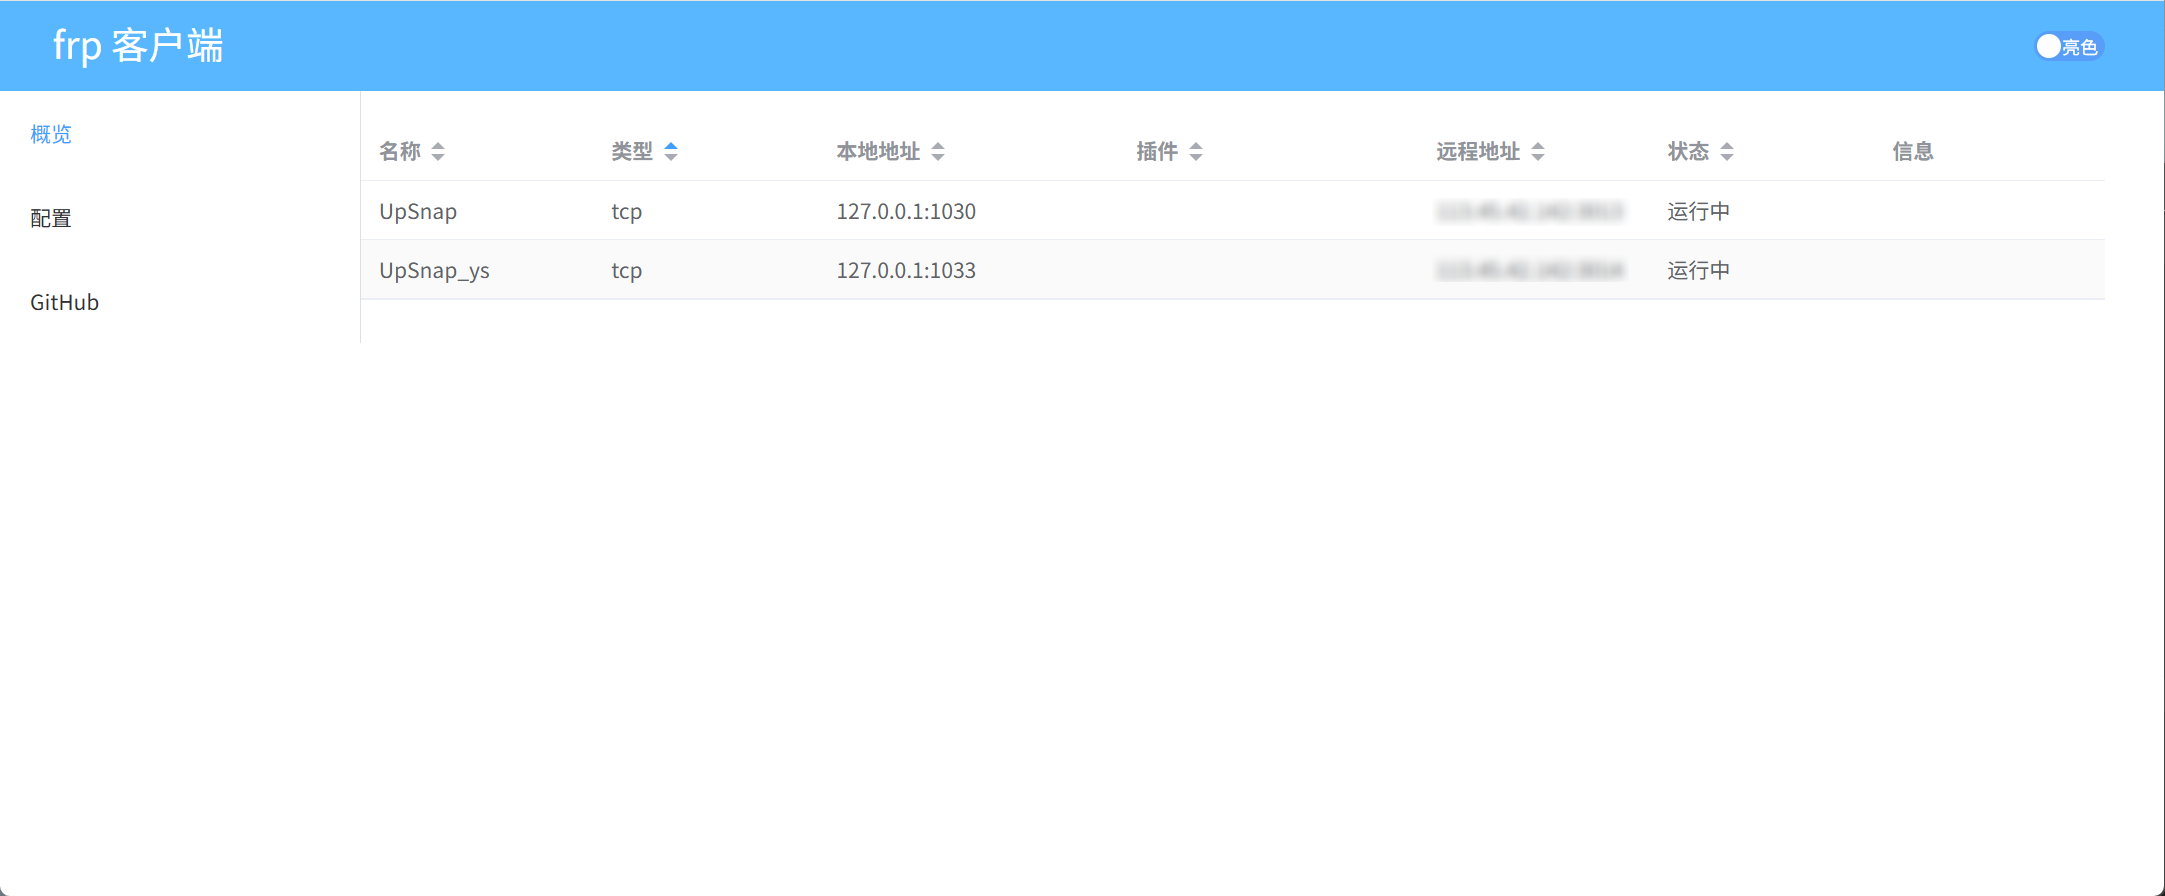 frp 客户端
亮色
概览
配置
GitHub
名称 类型 本地地址 插件 远程地址 状态 信息
UpSnap tcp 127.0.0.1:1030 运行中
UpSnap_ys tcp 127.0.0.1:1033 运行中